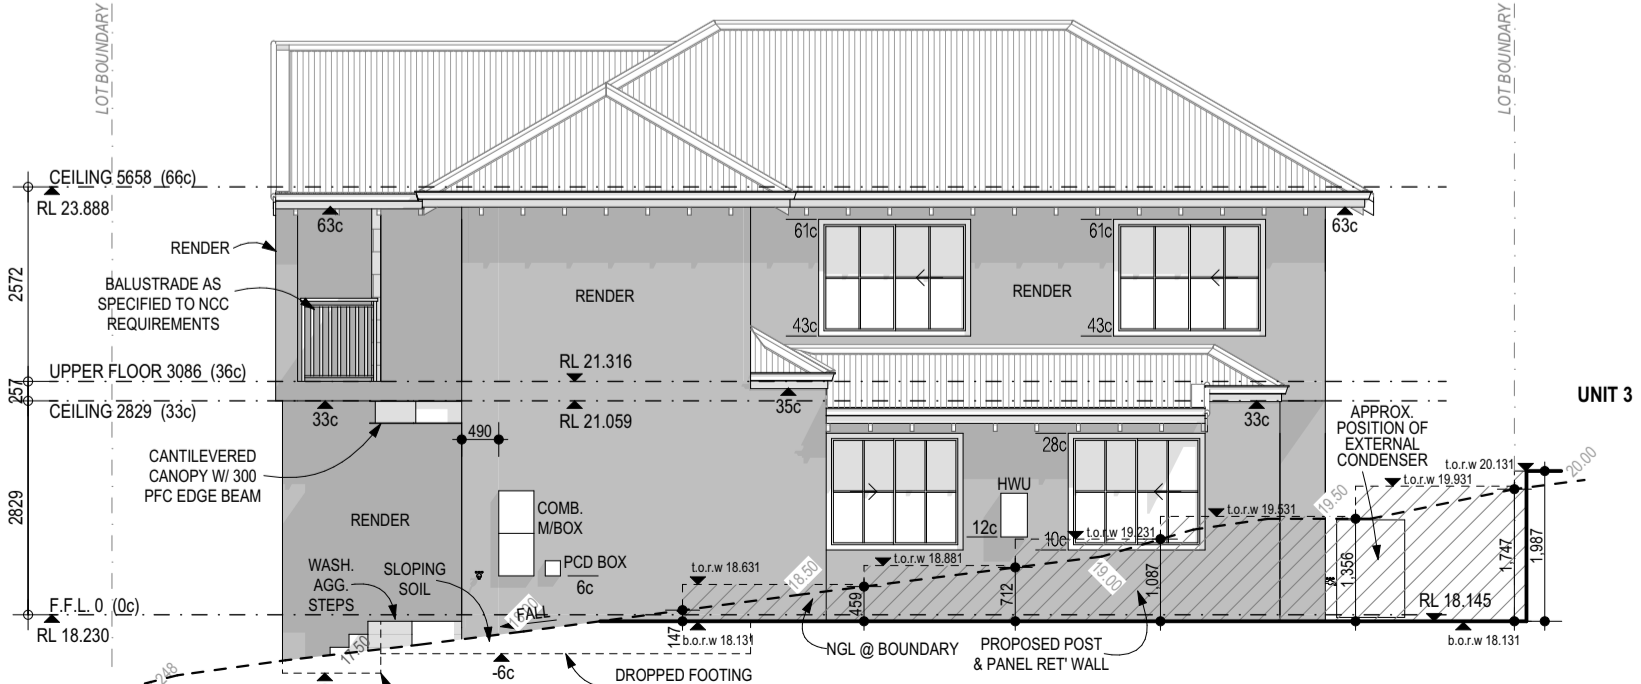 LOT BOUNDARY
LOT BOUNDARY
CEILING 5658 (66c)
RL 23.888
63c
61c
61c
63c
RENDER
2572
BALUSTRADE AS
SPECIFIED TO NCC
REQUIREMENTS
RENDER
RENDER
43c
43c
RL 21.316
UPPER FLOOR 3086 (36c)
257
CEILING 2829 (33c)
33c
35c
33c
RL 21.059
UNIT 3
490
28c
APPROX.
POSITION OF
EXTERNAL
CONDENSER
CANTILEVERED
CANOPY W/ 300
PFC EDGE BEAM
t.o.r.w 20.131
20.00
t.o.r.w 19.931
2829
HWU
19.50
COMB.
M/BOX
RENDER
12c
t.o.r.w 19.531
10c
t.o.r.w 19.231
1,747
1,987
PCD BOX
6c
WASH.
AGG.
STEPS
SLOPING
SOIL
t.o.r.w 18.631
18.50
t.o.r.w 18.881
19.00
1,087
1,356
459
712
F.F.L. 0 (0c)
RL 18.230
FALL
RL 18.145
147
b.o.r.w 18.131
b.o.r.w 18.131
17.50
NGL @ BOUNDARY
PROPOSED POST
& PANEL RET' WALL
-6c
DROPPED FOOTING
248